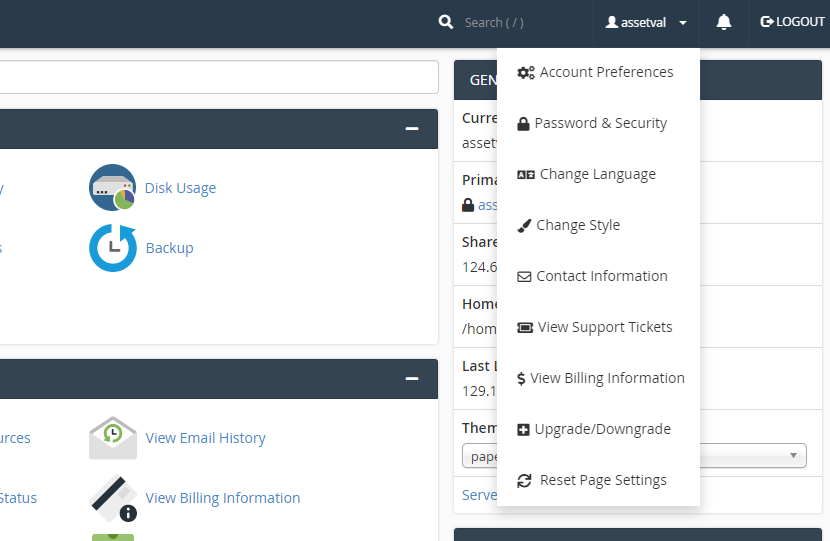 Search ( / )
assetval
LOGOUT
GEN
Account Preferences
Curre
Password & Security
asset
Change Language
Prima
y
Disk Usage
ass
Change Style
Share
s
Backup
124.6
Contact Information
Home
/hom
View Support Tickets
Last L
129.1
View Billing Information
Them
Upgrade/Downgrade
urces
View Email History
pape
Reset Page Settings
Status
View Billing Information
Serve